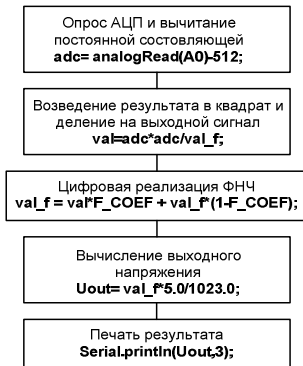 Опрос АЦП и вычитание
постоянной состовляющей
adc= analogRead(A0)-512;
Возведение результата в квадрат и
деление на выходной сигнал
val=adc*adc/val_f;
Цифровая реализация ФНЧ
val_f = val*F_COEF + val_f*(1-F_COEF);
Вычисление выходного
напряжения
Uout= val_f*5.0/1023.0;
Печать результата
Serial.println(Uout,3);